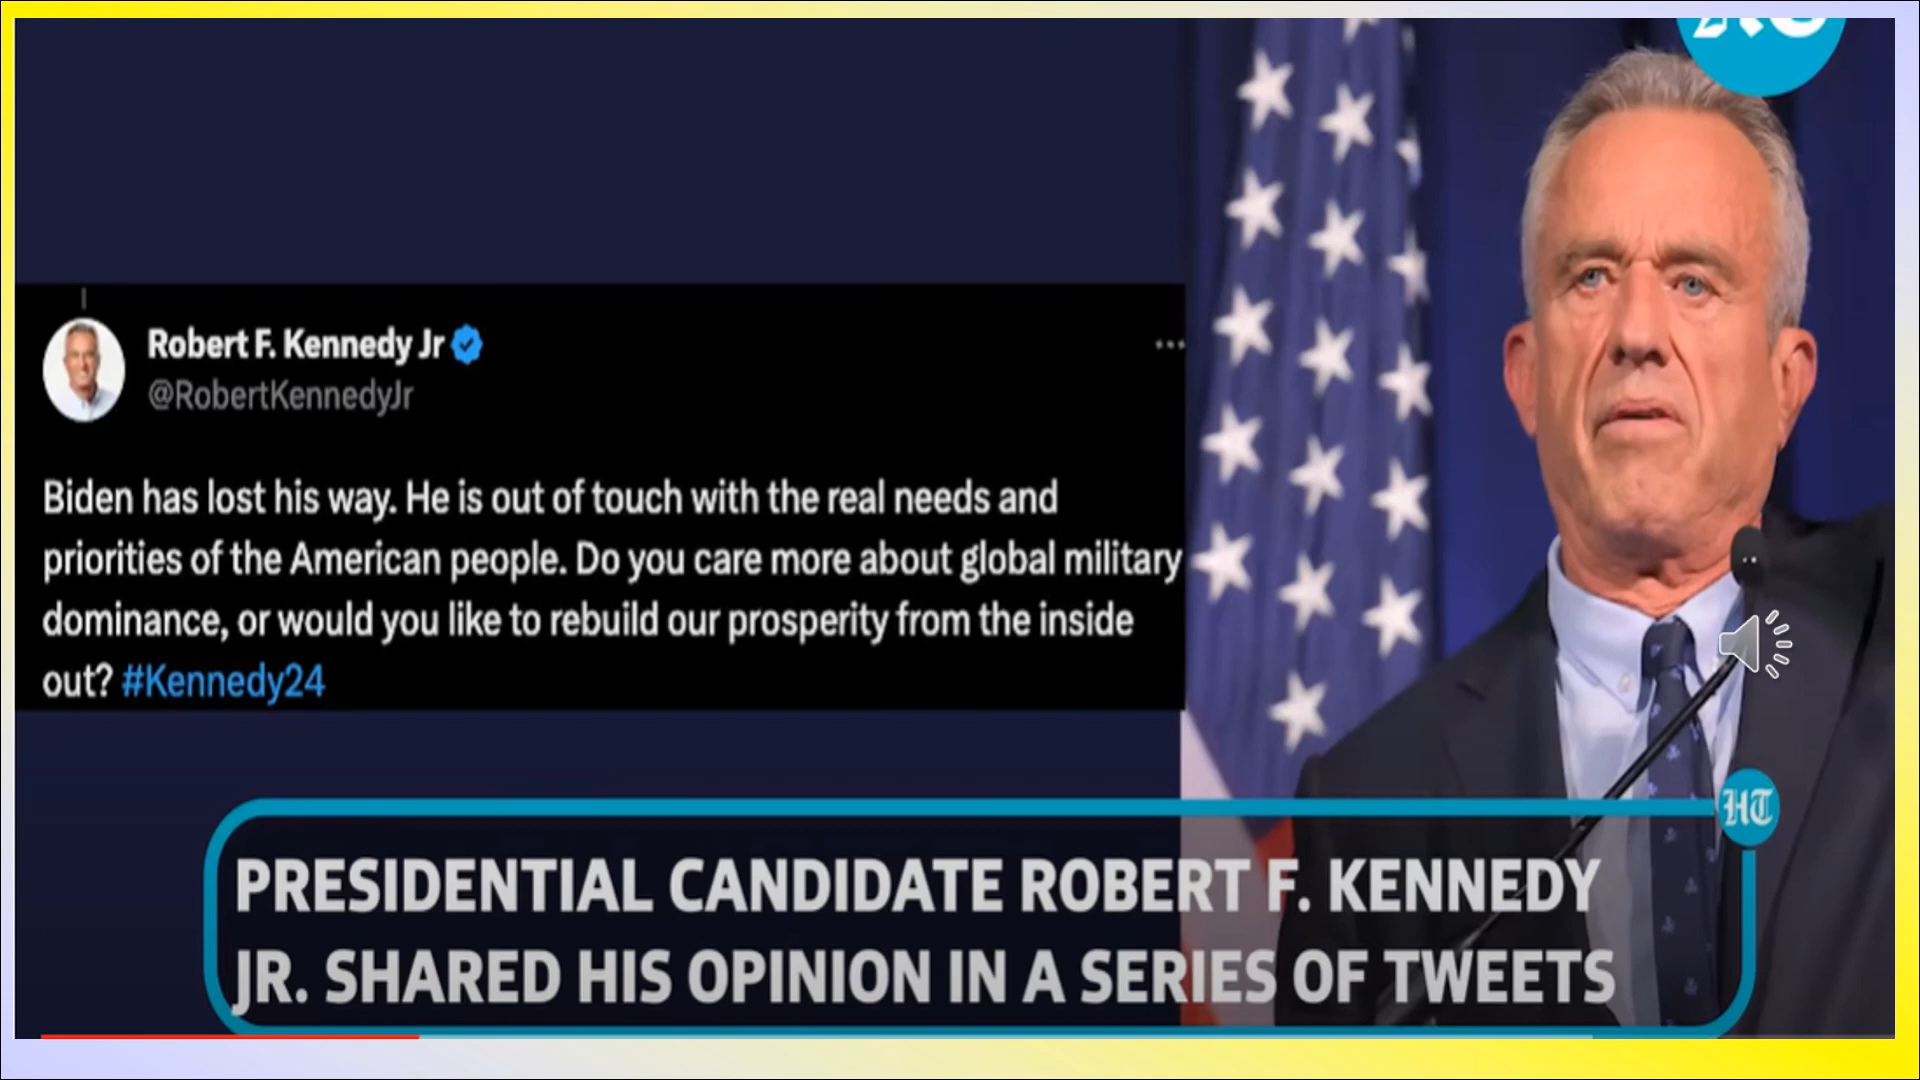 Robert F. Kennedy Jr
@RobertKennedyJr
Biden has lost his way. He is out of touch with the real needs and
priorities of the American people. Do you care more about global military
dominance, or would you like to rebuild our prosperity from the inside
out? #Kennedy24
HT
PRESIDENTIAL CANDIDATE ROBERT F. KENNEDY
JR. SHARED HIS OPINION IN A SERIES OF TWEETS